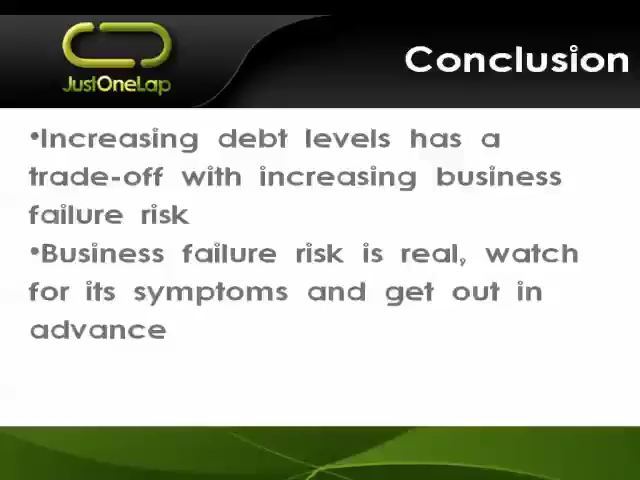 JustOneLap
Conclusion
•Increasing debt levels has a
trade-off with increasing business
failure risk
•Business failure risk is real, watch
for its symptoms and get out in
advance